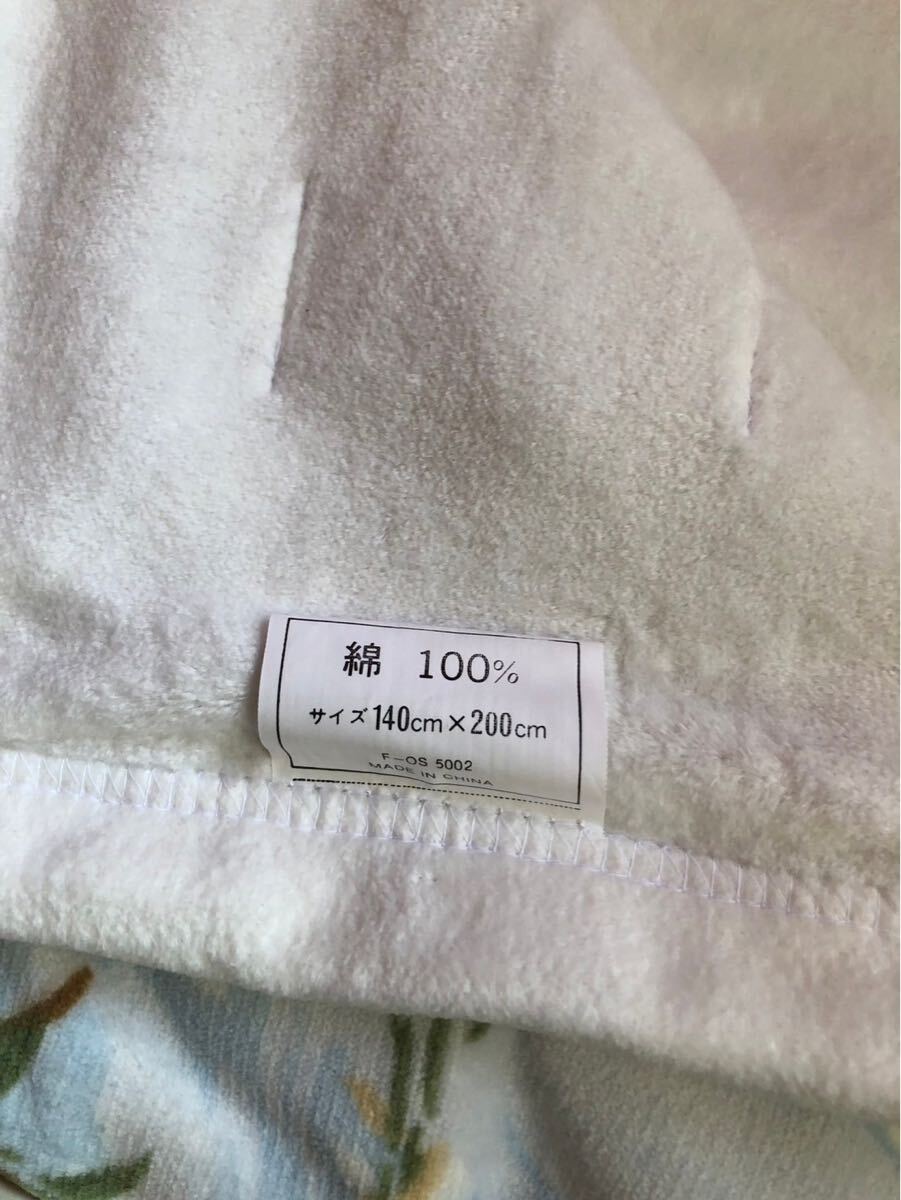 綿 100%
サイズ 140cm×200cm
F-OS 5002
MADE IN CHINA